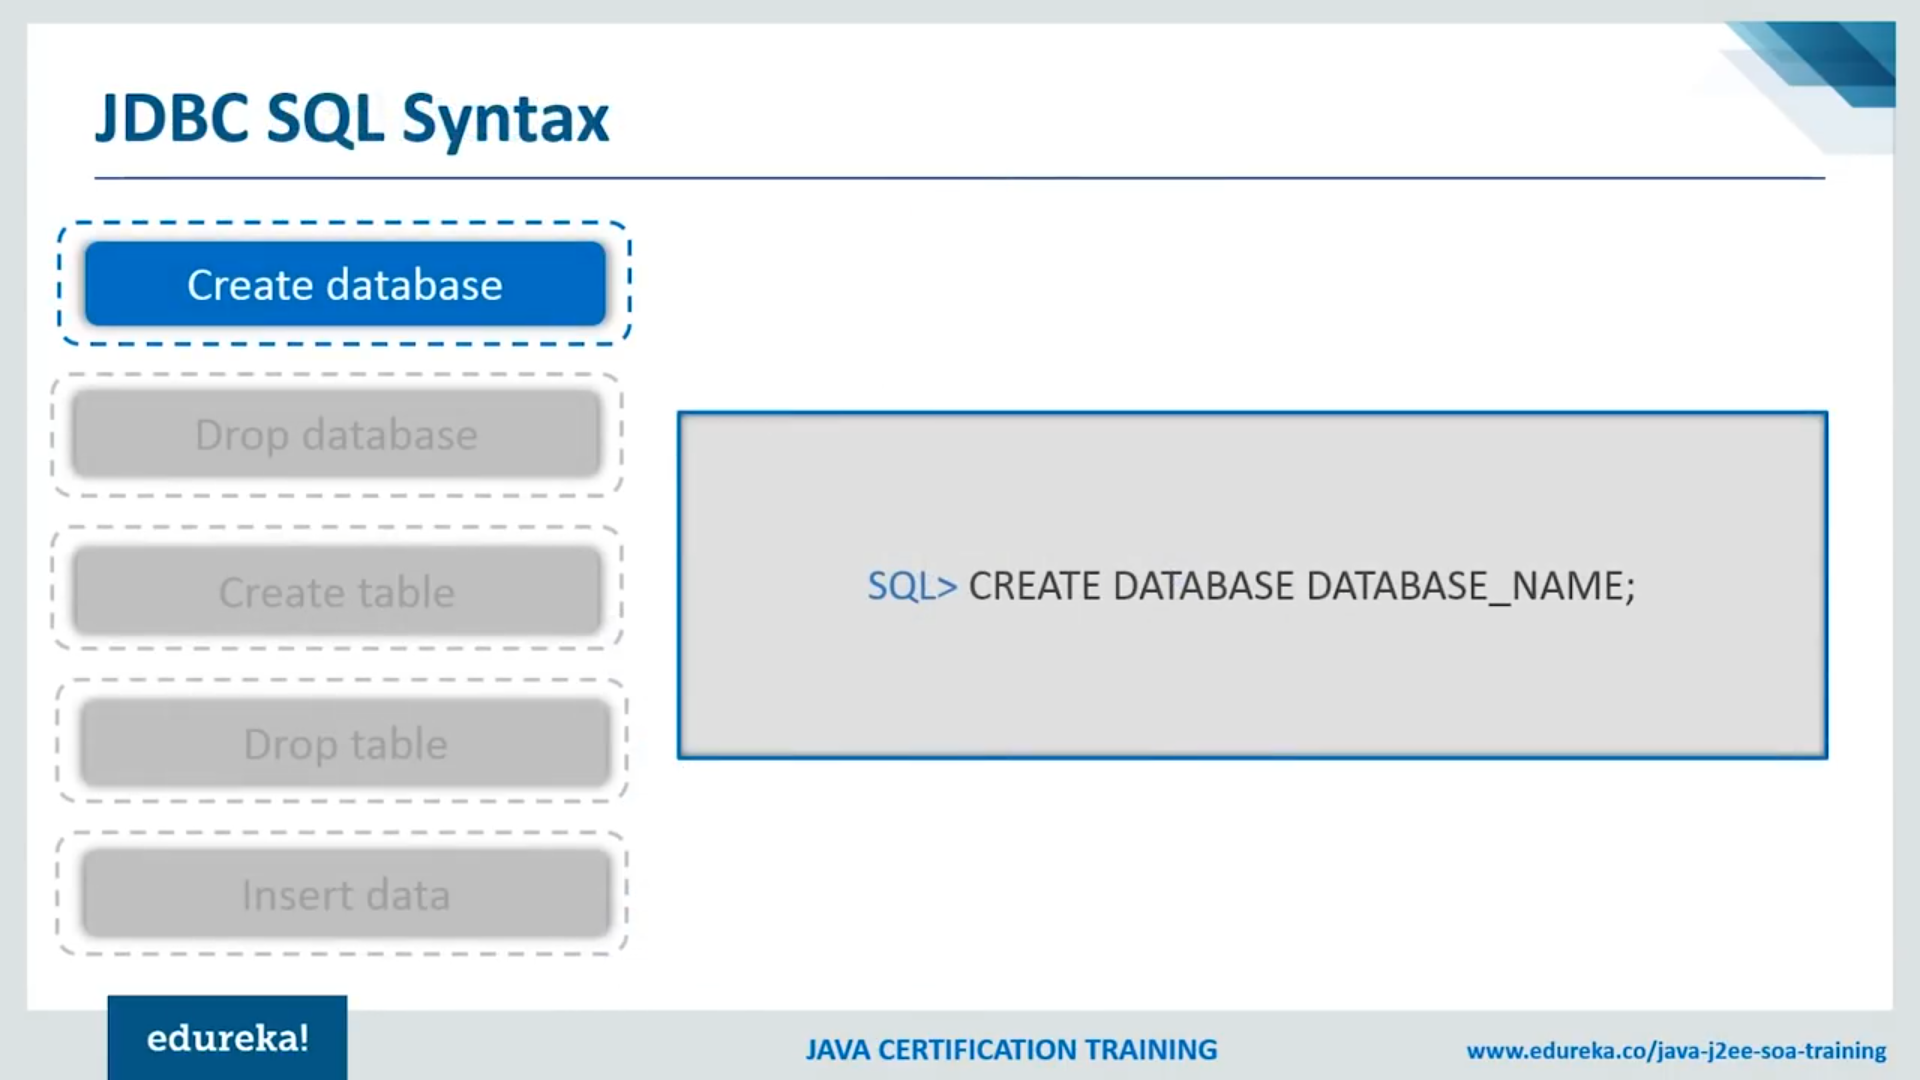 JDBC SQL Syntax
Create database
Drop database
Create table
Drop table
Insert data
SQL> CREATE DATABASE DATABASE_NAME;
edureka!
JAVA CERTIFICATION TRAINING
www.edureka.co/java-j2ee-soa-training